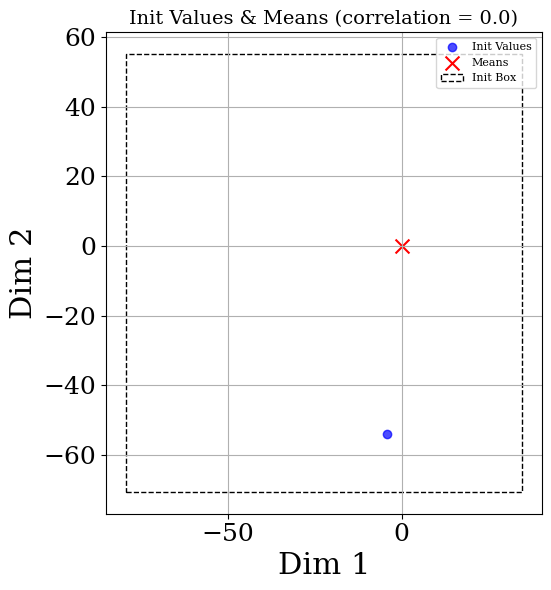 Init Values & Means (correlation = 0.0)
Init Values
Means
Init Box
60
40
20
0
−20
−40
−60
Dim 2
−50 0
Dim 1